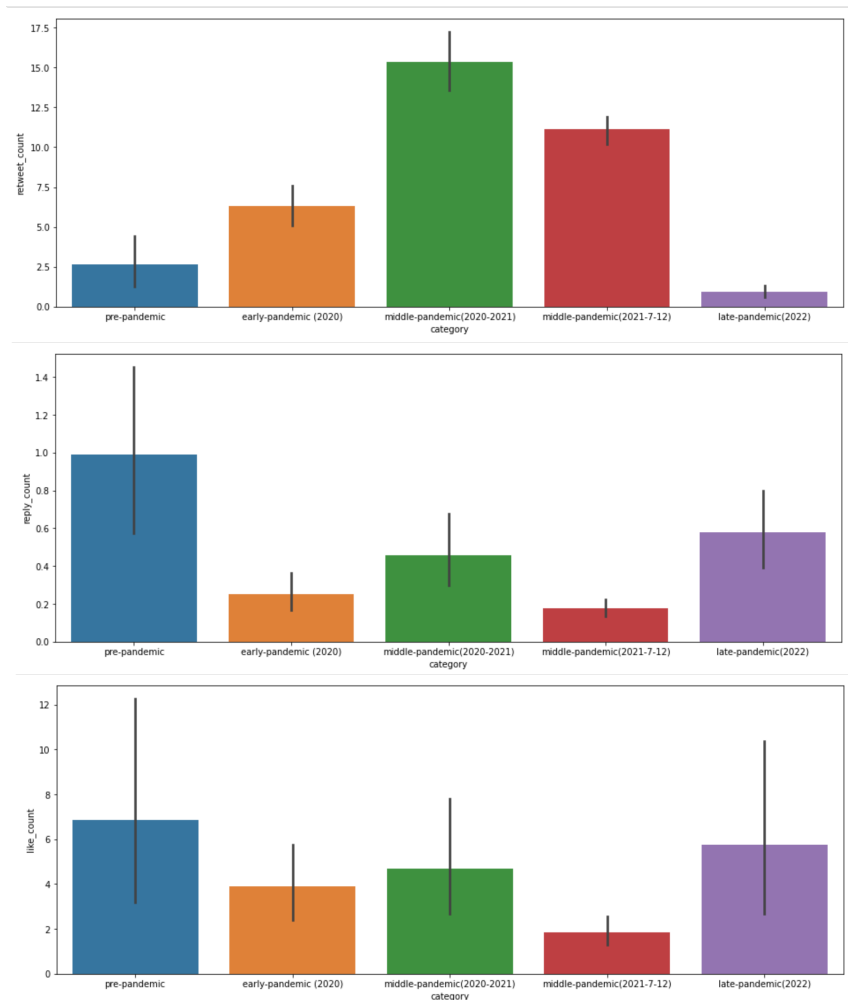 17.5
15.0
12.5
10.0
7.5
5.0
2.5
0.0
retweet_count
pre-pandemic early-pandemic (2020) middle-pandemic(2020-2021) middle-pandemic(2021-7-12) late-pandemic(2022)
category
1.4
1.2
1.0
0.8
0.6
0.4
0.2
0.0
reply_count
pre-pandemic early-pandemic (2020) middle-pandemic(2020-2021) middle-pandemic(2021-7-12) late-pandemic(2022)
category
12
10
8
6
4
2
0
like_count
pre-pandemic early-pandemic (2020) middle-pandemic(2020-2021) middle-pandemic(2021-7-12) late-pandemic(2022)
category